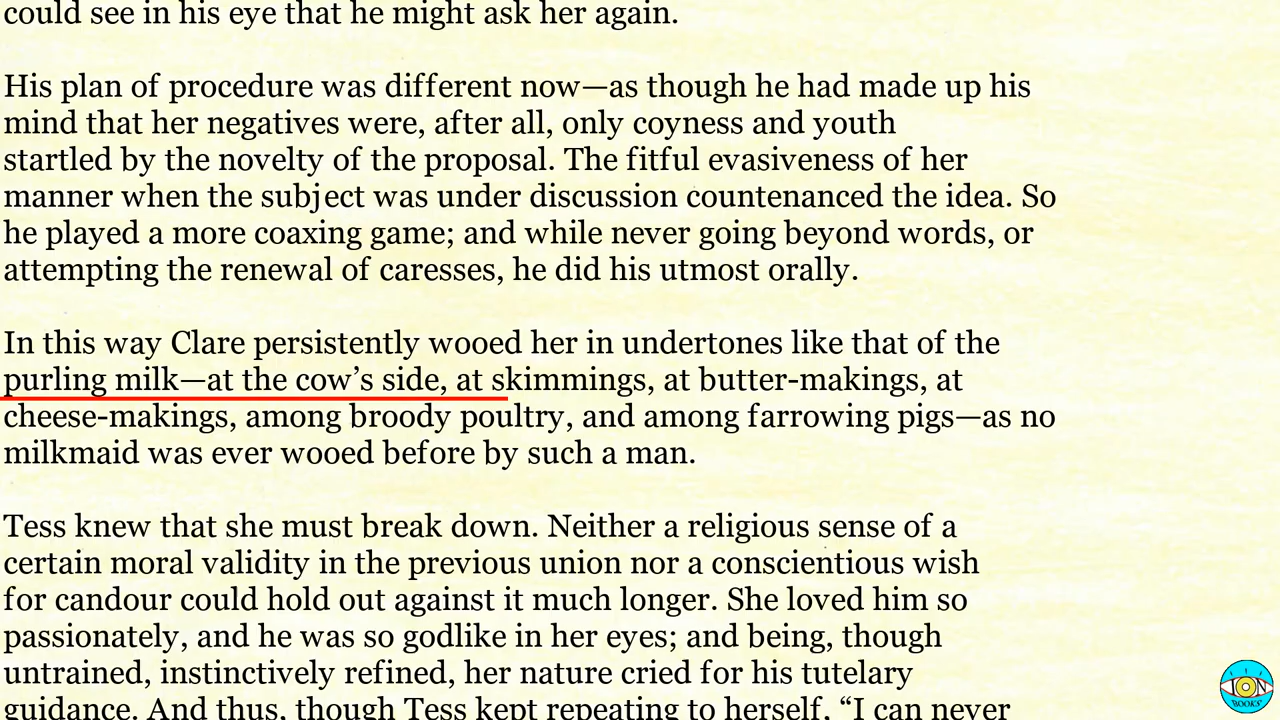 could see in his eye that he might ask her again.
His plan of procedure was different now—as though he had made up his
mind that her negatives were, after all, only coyness and youth
startled by the novelty of the proposal. The fitful evasiveness of her
manner when the subject was under discussion countenanced the idea. So
he played a more coaxing game; and while never going beyond words, or
attempting the renewal of caresses, he did his utmost orally.
In this way Clare persistently wooed her in undertones like that of the
purling milk—at the cow’s side, at skimmings, at butter-makings, at
cheese-makings, among broody poultry, and among farrowing pigs—as no
milkmaid was ever wooed before by such a man.
Tess knew that she must break down. Neither a religious sense of a
certain moral validity in the previous union nor a conscientious wish
for candour could hold out against it much longer. She loved him so
passionately, and he was so godlike in her eyes; and being, though
untrained, instinctively refined, her nature cried for his tutelary
guidance. And thus, though Tess kept repeating to herself, “I can never
ION
BOOKS